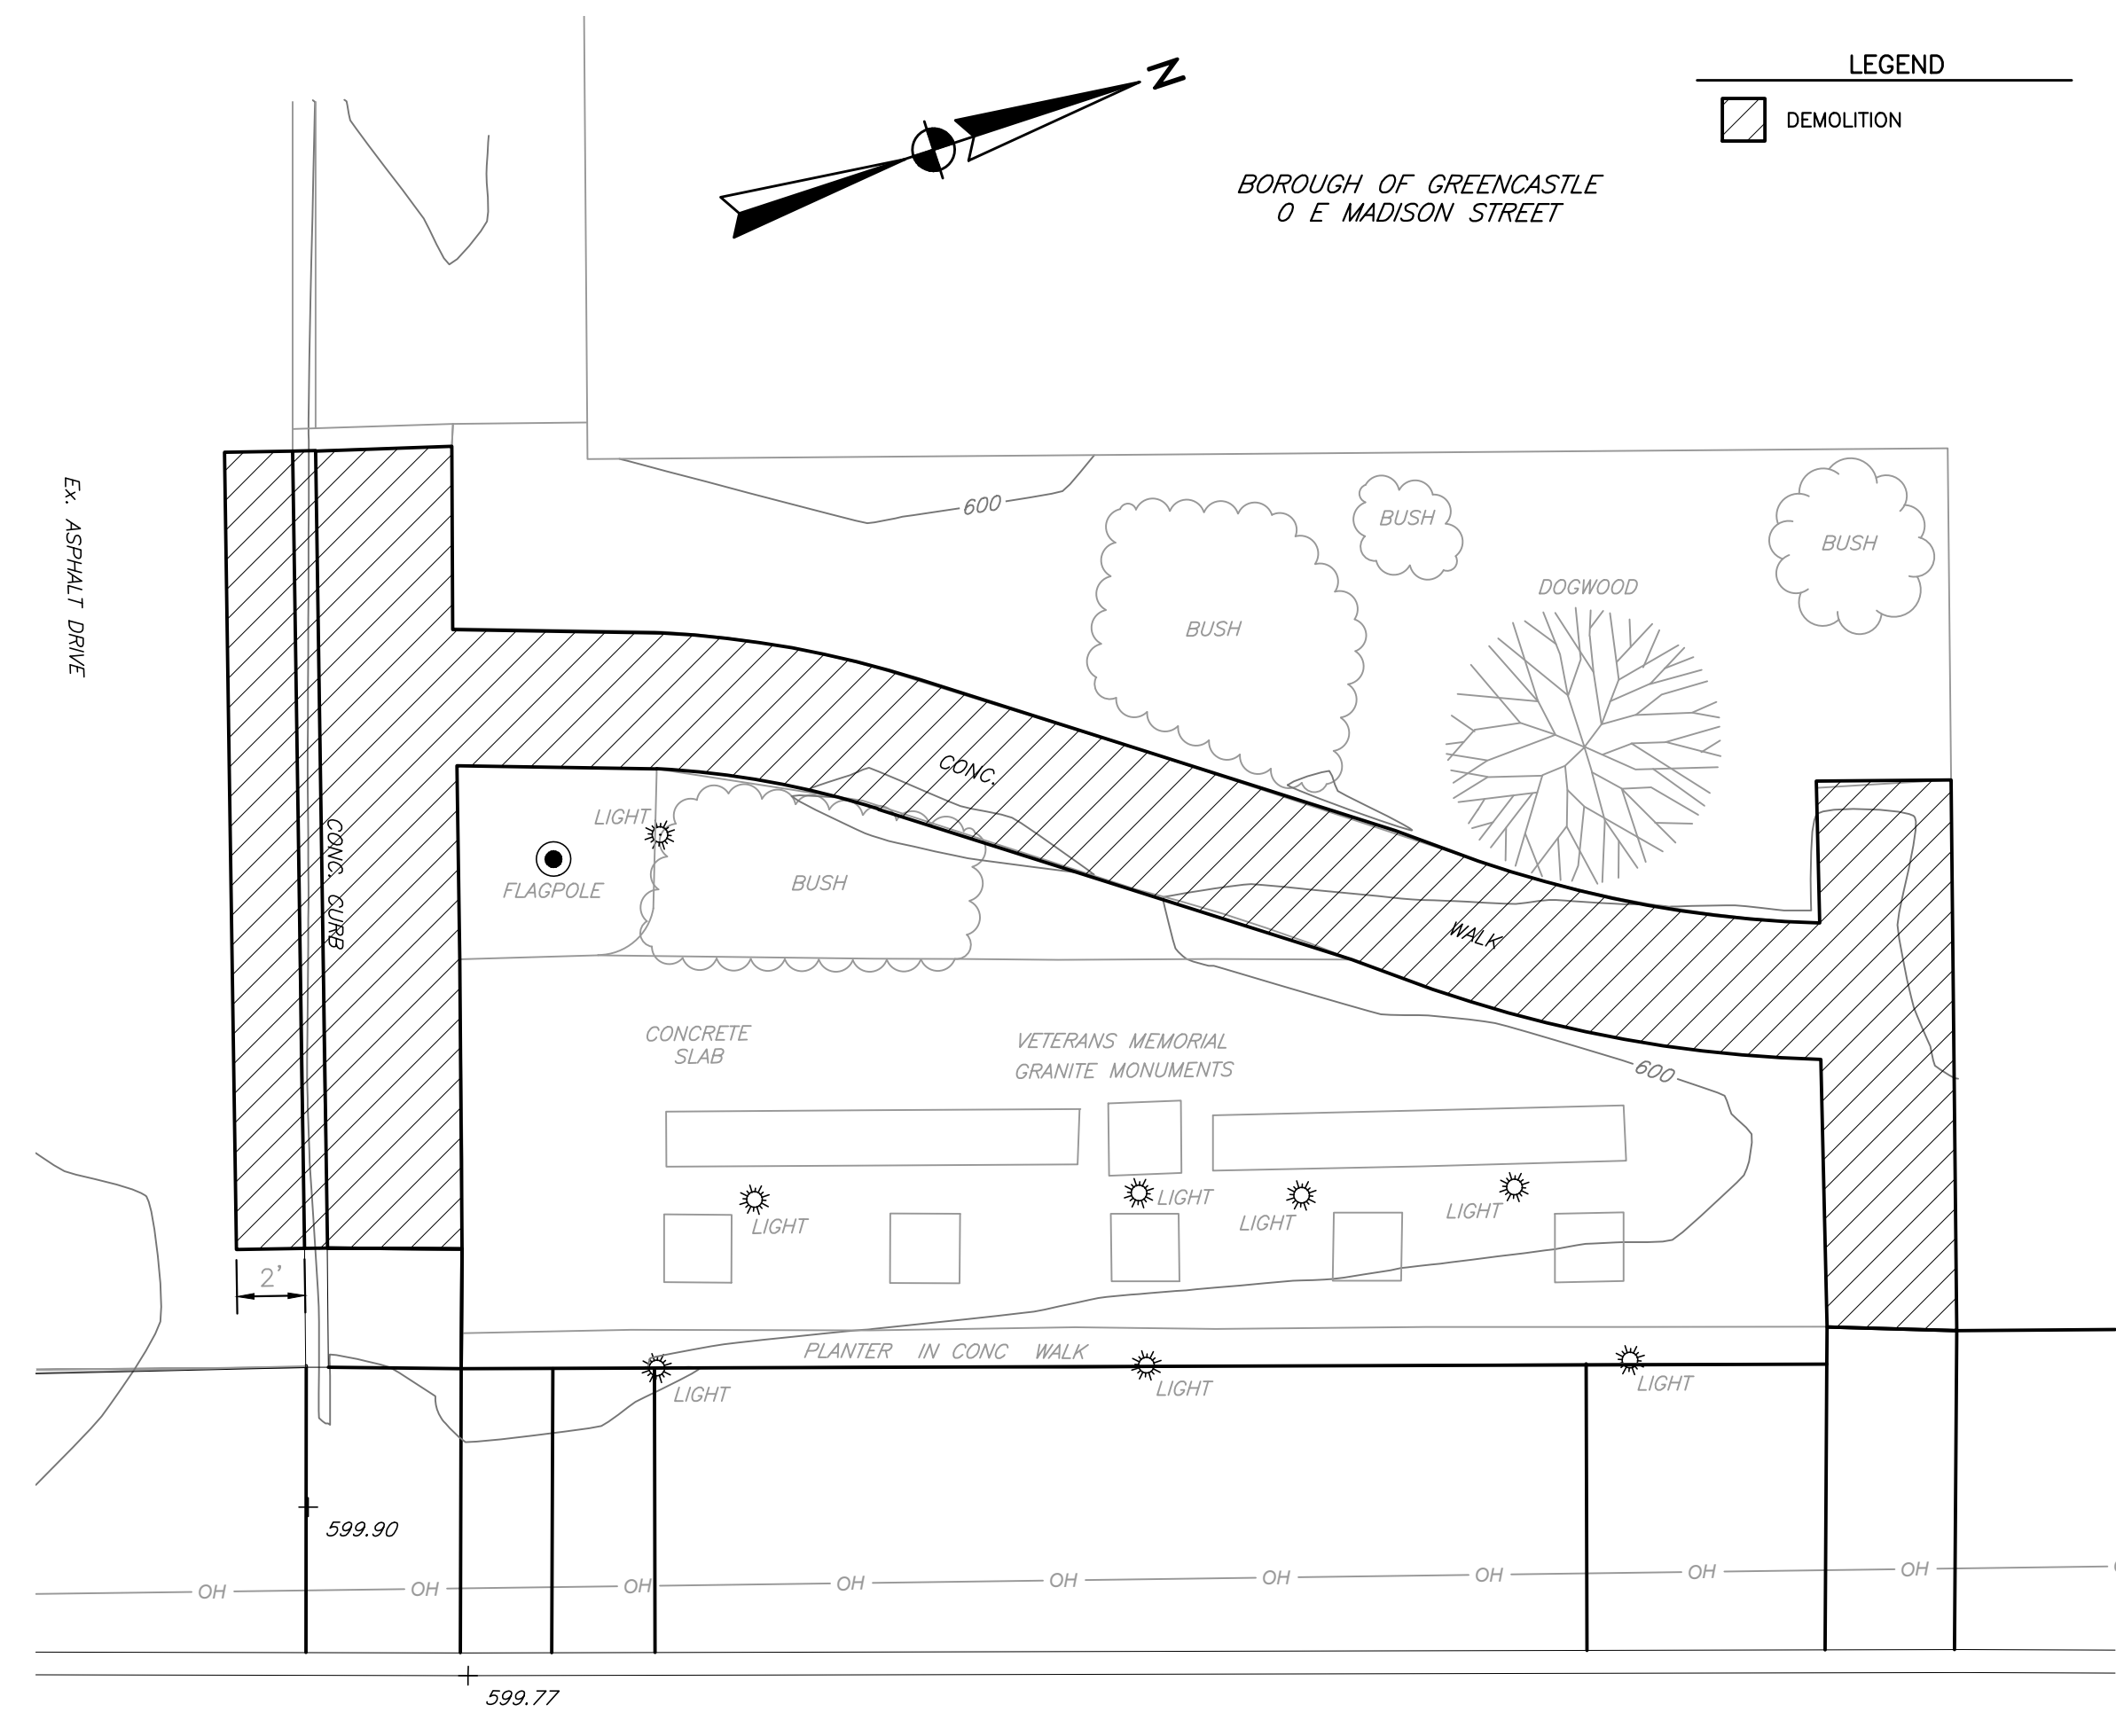 LEGEND
DEMOLITION
N
BOROUGH OF GREENCASTLE
0 E MADISON STREET
Ex. ASPHALT DRIVE
600
BUSH
BUSH
BUSH
DOGWOOD
CONC.
LIGHT
FLAGPOLE
BUSH
CONC. CURB
WALK
CONCRETE
SLAB
VETERANS MEMORIAL
GRANITE MONUMENTS
600
LIGHT
LIGHT
LIGHT
LIGHT
2'
PLANTER IN CONC WALK
LIGHT
LIGHT
LIGHT
599.90
OH OH OH OH OH OH OH OH OH
599.77